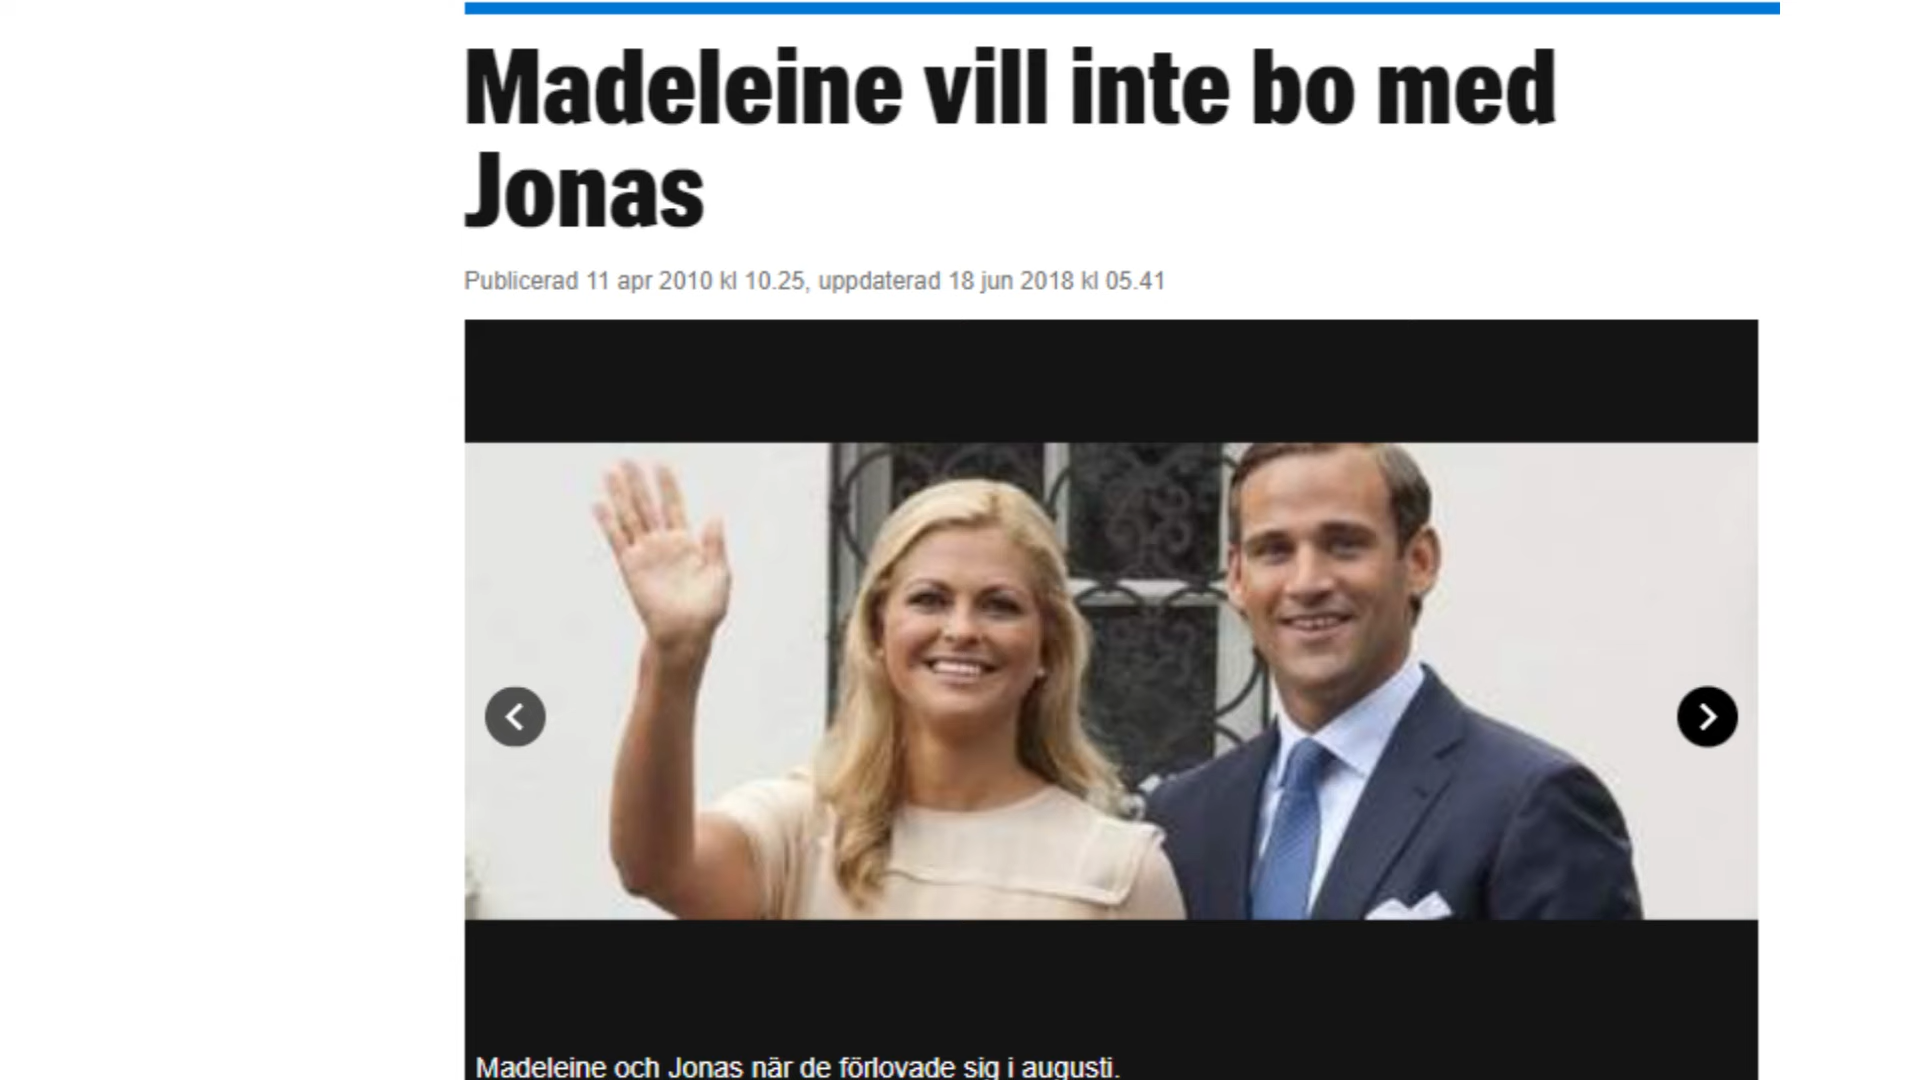 Madeleine vill inte bo med
Jonas
Publicerad 11 apr 2010 kl 10.25, uppdaterad 18 jun 2018 kl 05.41
Madeleine och Jonas när de förlovade sig i augusti.